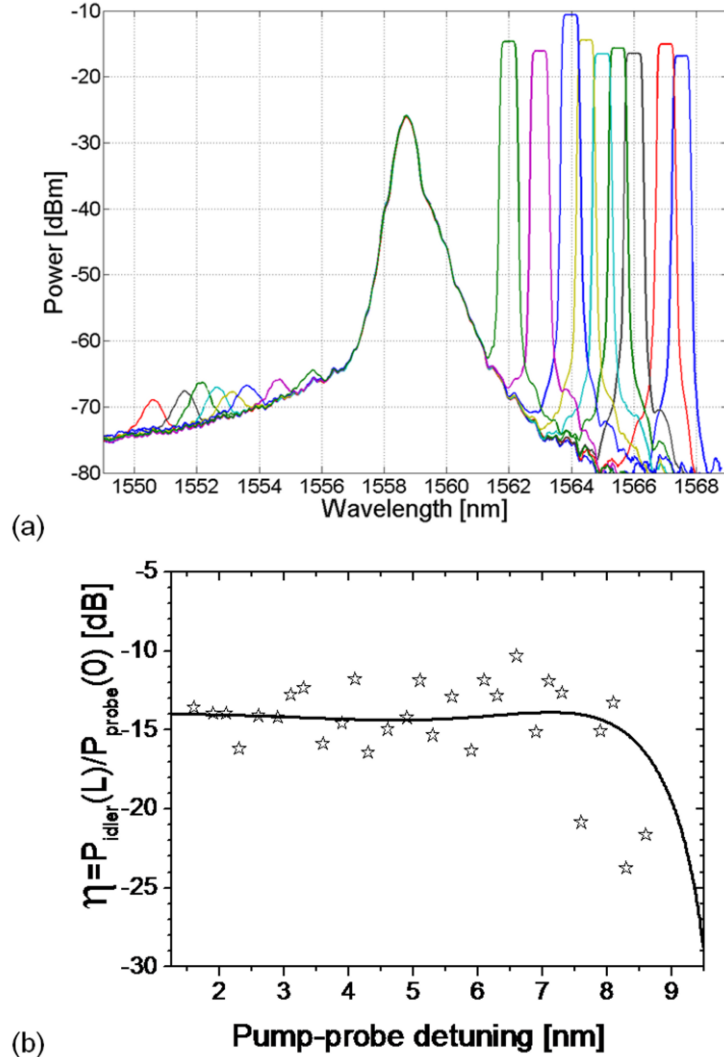 -10
-20
-30
-40
-50
-60
-70
-80
Power [dBm]
1550 1552 1554 1556 1558 1560 1562 1564 1566 1568
Wavelength [nm]
(a)
-5
-10
-15
-20
-25
-30
η=P_idler(L)/P_probe(0) [dB]
2 3 4 5 6 7 8 9
Pump-probe detuning [nm]
(b)